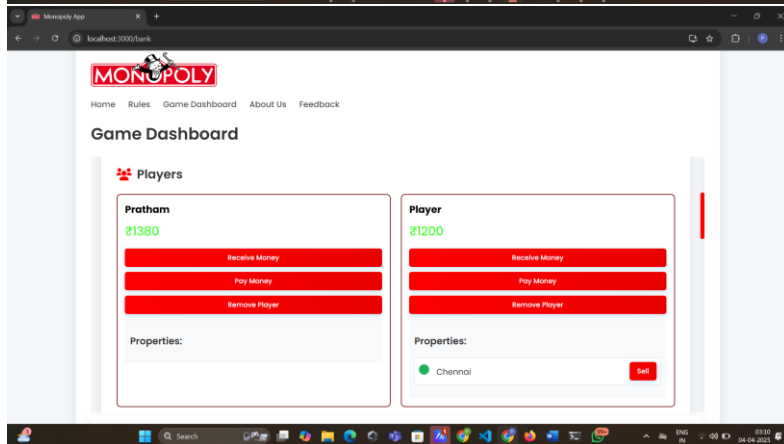 Monopoly App
localhost:3000/bank
MONOPOLY
Home Rules Game Dashboard About Us Feedback
Game Dashboard
Players
Pratham
₹1380
Receive Money
Pay Money
Remove Player
Properties:
Player
₹1200
Receive Money
Pay Money
Remove Player
Properties:
Chennai
Sell
Search
ENG
IN
03:10
04-04-2025